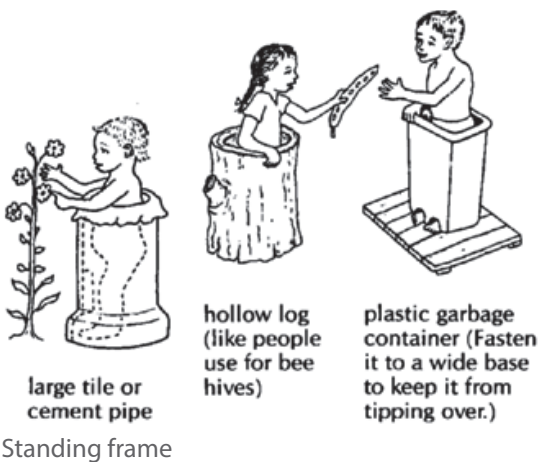 hollow log
(like people
use for bee
hives)
plastic garbage
container (Fasten
it to a wide base
to keep it from
tipping over.)
large tile or
cement pipe
Standing frame